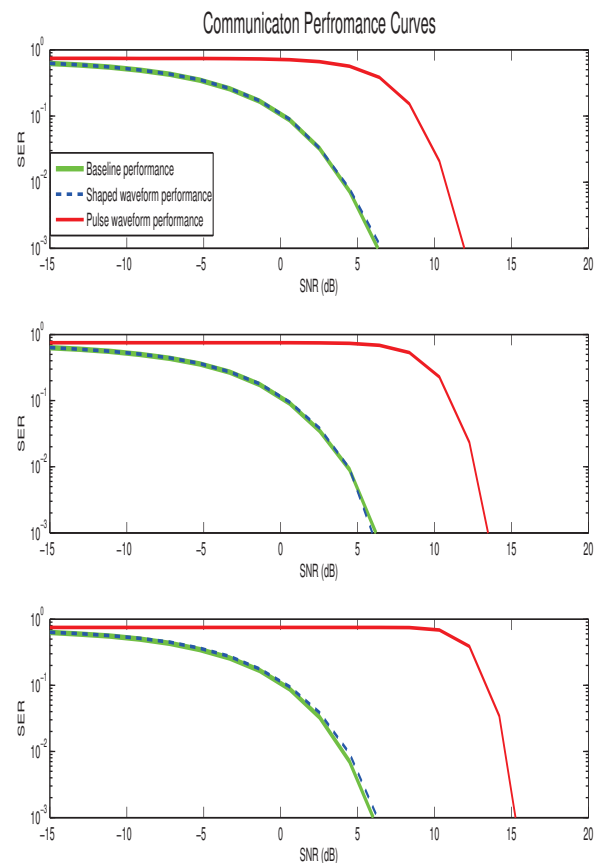 Communicaton Perfromance Curves
10^0
10^-1
10^-2
10^-3
SER
Baseline performance
Shaped waveform performance
Pulse waveform performance
−15 −10 −5 0 5 10 15 20
SNR (dB)
10^0
10^-1
10^-2
10^-3
SER
−15 −10 −5 0 5 10 15 20
SNR (dB)
10^0
10^-1
10^-2
10^-3
SER
−15 −10 −5 0 5 10 15 20
SNR (dB)